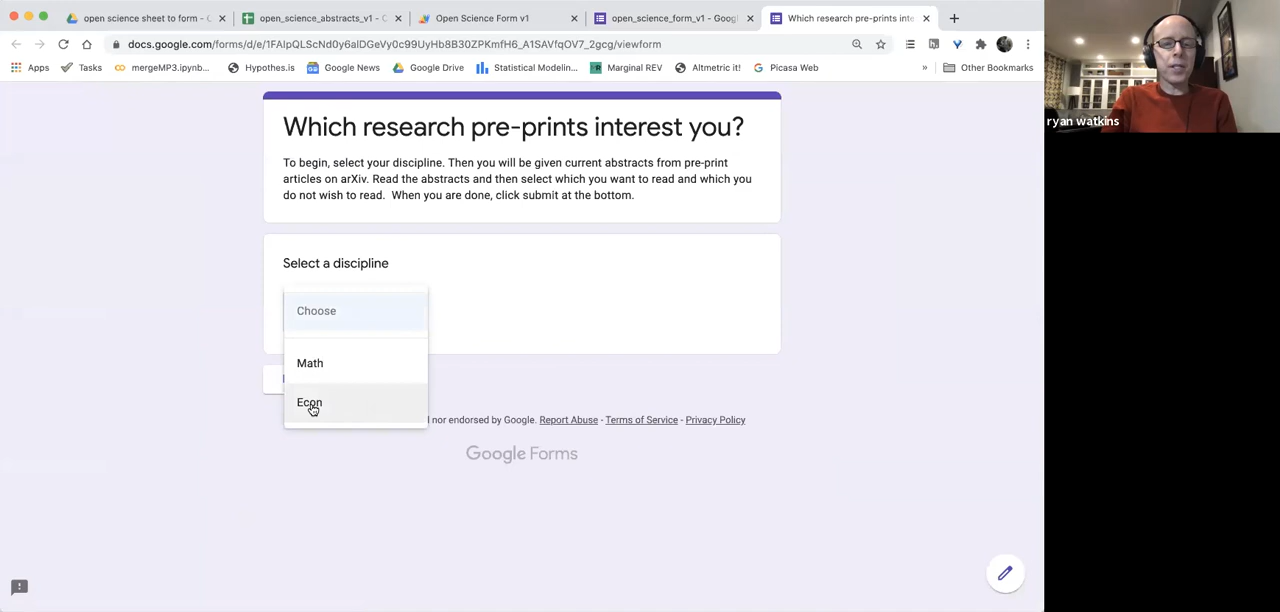 open science sheet to form - G
open_science_abstracts_v1 - G
Open Science Form v1
open_science_form_v1 - Goog
Which research pre-prints inte
docs.google.com/forms/d/e/1FAIpQLScNd0y6alDGeVy0c99UyHb8B30ZPKmfH6_A1SAVfqOV7_2gcg/viewform
Apps
Tasks
mergeMP3.ipynb...
Hypothes.is
Google News
Google Drive
Statistical Modelin...
Marginal REV
Altmetric it!
Picasa Web
»
Other Bookmarks
ryan watkins
Which research pre-prints interest you?
To begin, select your discipline. Then you will be given current abstracts from pre-print
articles on arXiv. Read the abstracts and then select which you want to read and which you
do not wish to read. When you are done, click submit at the bottom.
Select a discipline
Choose
Math
Econ
nor endorsed by Google. Report Abuse - Terms of Service - Privacy Policy
Google Forms